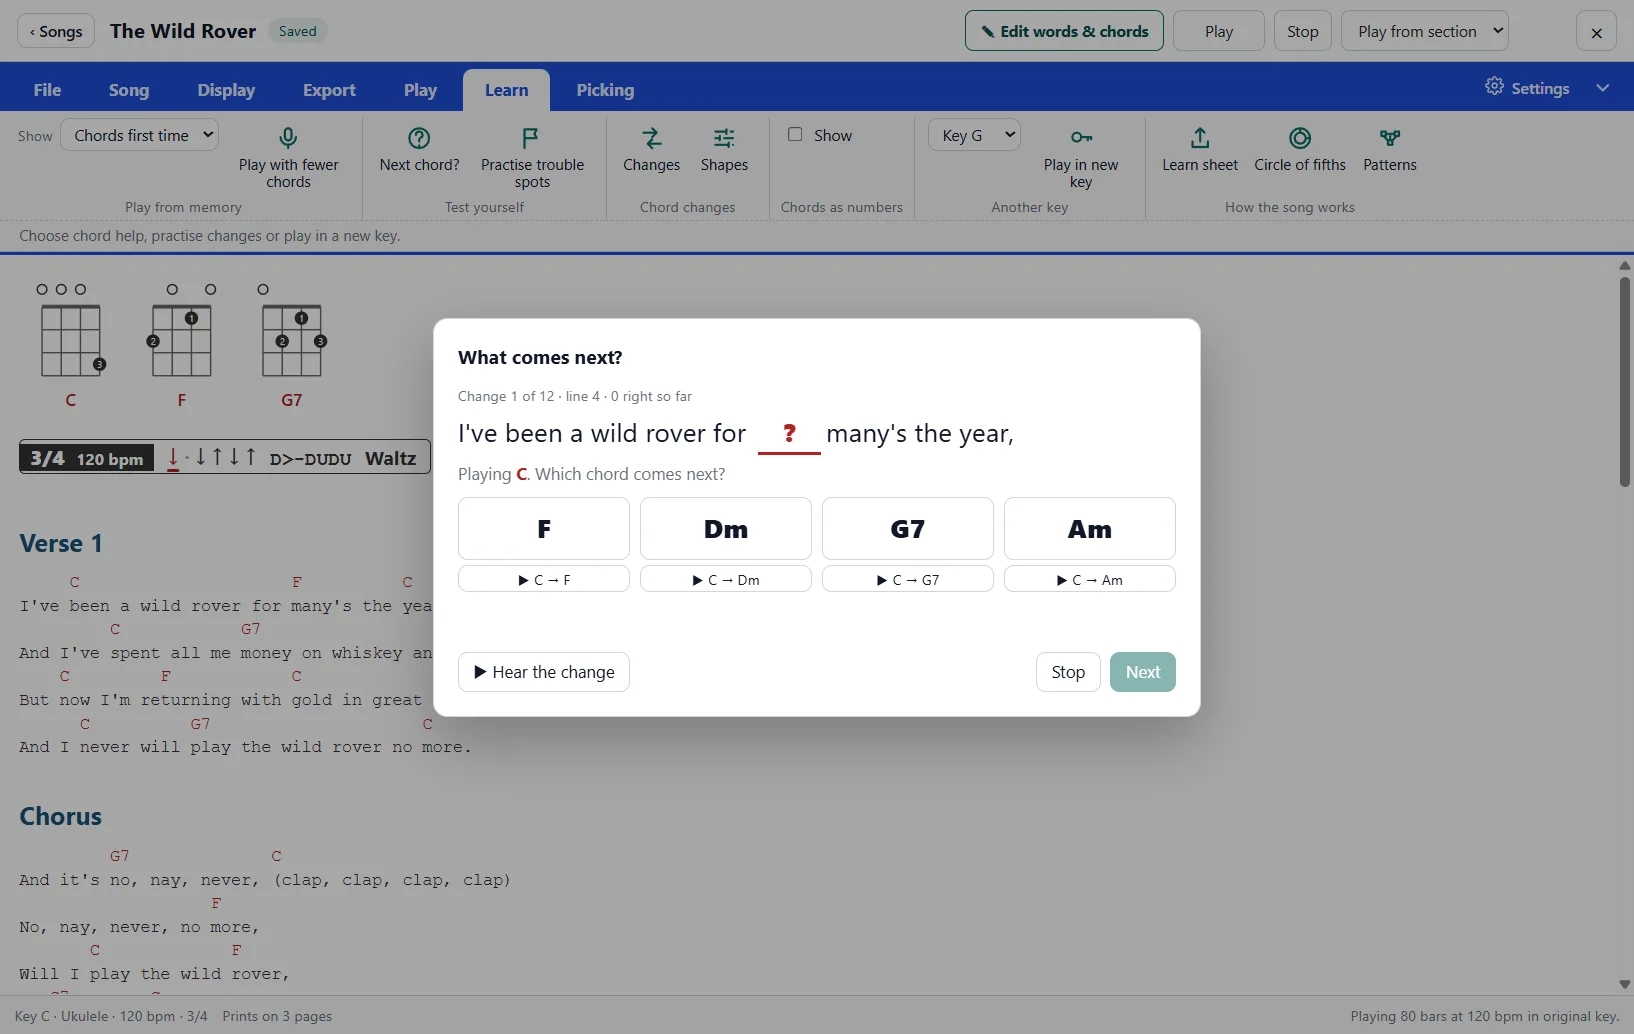 ‹ Songs The Wild Rover Saved Edit words & chords Play Stop Play from section ×
File Song Display Export Play Learn Picking Settings
Show Chords first time Play with fewer chords Play from memory
Next chord? Practise trouble spots Test yourself
Changes Shapes Chord changes
Show Chords as numbers
Key G Play in new key Another key
Learn sheet Circle of fifths Patterns How the song works
Choose chord help, practise changes or play in a new key.
3 1 2 1 2 3
C F G7
3/4 120 bpm ↓·↓↑↓↑ D>-DUDU Waltz
Verse 1
C F C
I've been a wild rover for many's the yea
C G7
And I've spent all me money on whiskey an
C F C
But now I'm returning with gold in great
C G7 C
And I never will play the wild rover no more.
Chorus
G7 C
And it's no, nay, never, (clap, clap, clap, clap)
F
No, nay, never, no more,
C F
Will I play the wild rover,
What comes next?
Change 1 of 12 · line 4 · 0 right so far
I've been a wild rover for ? many's the year,
Playing C. Which chord comes next?
F Dm G7 Am
▶ C → F ▶ C → Dm ▶ C → G7 ▶ C → Am
▶ Hear the change Stop Next
Key C · Ukulele · 120 bpm · 3/4 Prints on 3 pages Playing 80 bars at 120 bpm in original key.